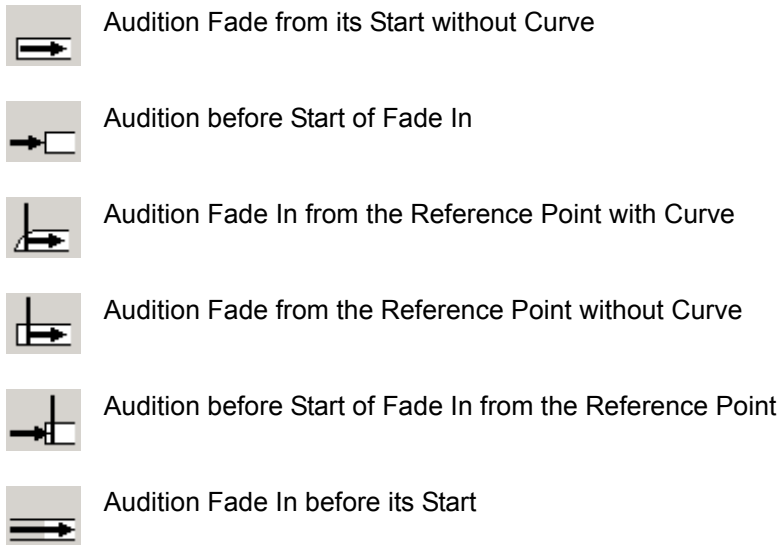 Audition Fade from its Start without Curve
Audition before Start of Fade In
Audition Fade In from the Reference Point with Curve
Audition Fade from the Reference Point without Curve
Audition before Start of Fade In from the Reference Point
Audition Fade In before its Start